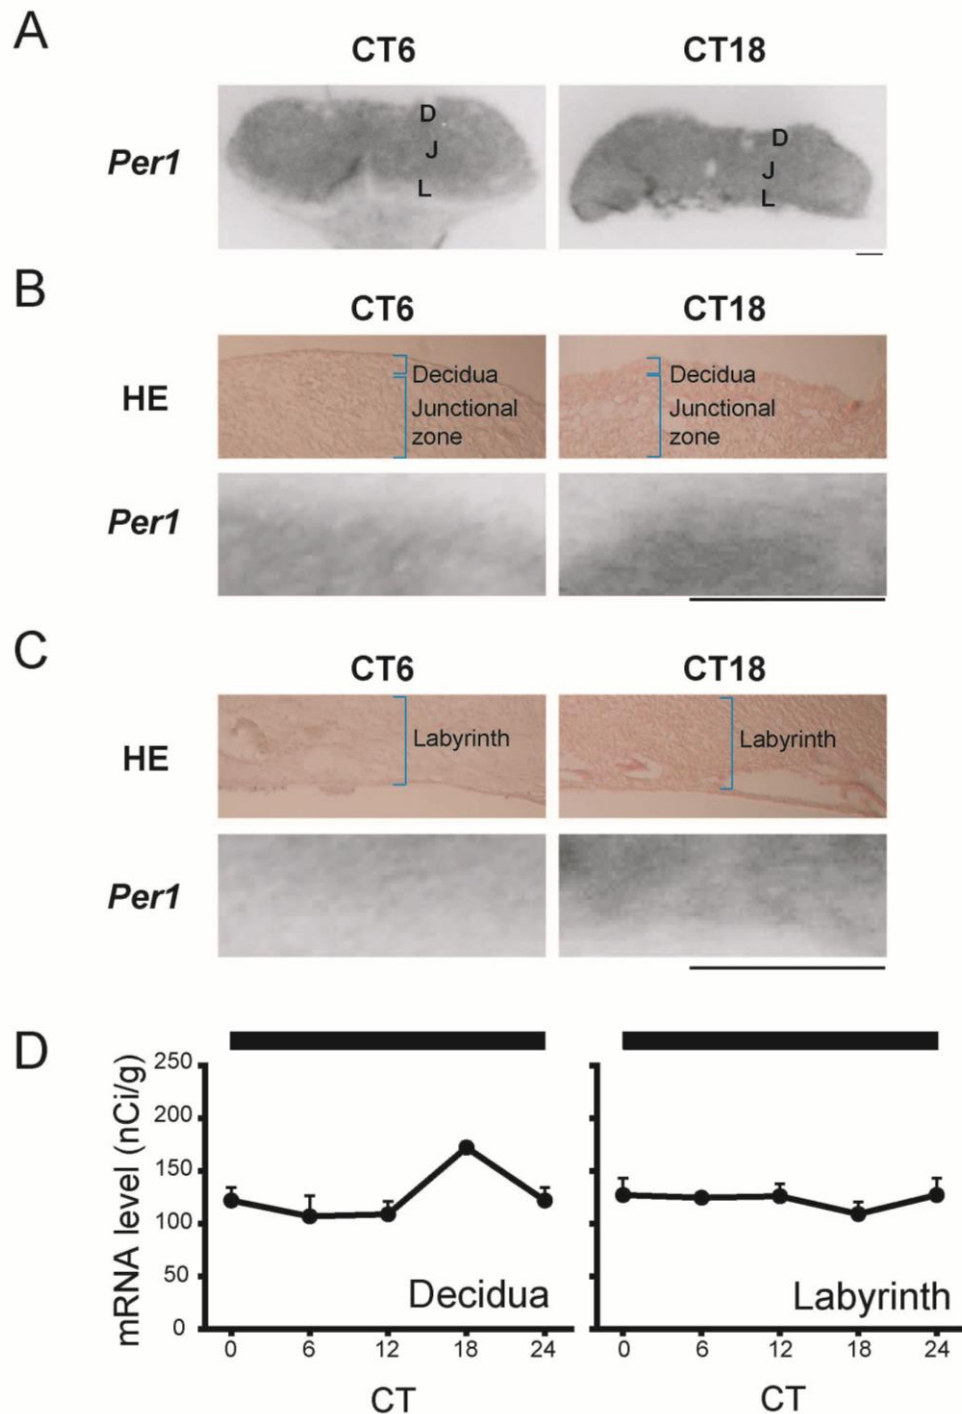 A
CT6
CT18
Per1
D
J
L
D
J
L
B
CT6
CT18
HE
Decidua
Junctional
zone
Decidua
Junctional
zone
Per1
C
CT6
CT18
HE
Labyrinth
Labyrinth
Per1
D
mRNA level (nCi/g)
250
200
150
100
50
0
Decidua
Labyrinth
0 6 12 18 24
0 6 12 18 24
CT
CT